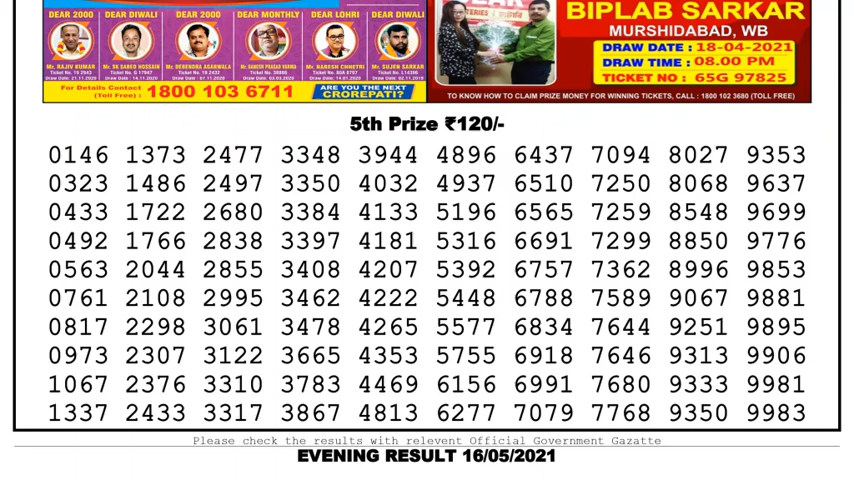 DEAR 2000 DEAR DIWALI DEAR 2000 DEAR MONTHLY DEAR LOHRI DEAR DIWALI
Mr. RAJIV KUMAR Mr. SK SABED HOSSAIN Mr. DEBENDRA AGARWALA Mr. GANESH PRASAD VARMA Mr. KARESH CHHETRI Mr. SUJEN SARKAR
For Details Contact (Toll Free) : 1800 103 6711 ARE YOU THE NEXT CROREPATI?
BIPLAB SARKAR
MURSHIDABAD, WB
DRAW DATE : 18-04-2021
DRAW TIME : 08.00 PM
TICKET NO : 65G 97825
TO KNOW HOW TO CLAIM PRIZE MONEY FOR WINNING TICKETS, CALL : 1800 102 3680 (TOLL FREE)
5th Prize ₹120/-
0146 1373 2477 3348 3944 4896 6437 7094 8027 9353
0323 1486 2497 3350 4032 4937 6510 7250 8068 9637
0433 1722 2680 3384 4133 5196 6565 7259 8548 9699
0492 1766 2838 3397 4181 5316 6691 7299 8850 9776
0563 2044 2855 3408 4207 5392 6757 7362 8996 9853
0761 2108 2995 3462 4222 5448 6788 7589 9067 9881
0817 2298 3061 3478 4265 5577 6834 7644 9251 9895
0973 2307 3122 3665 4353 5755 6918 7646 9313 9906
1067 2376 3310 3783 4469 6156 6991 7680 9333 9981
1337 2433 3317 3867 4813 6277 7079 7768 9350 9983
Please check the results with relevent Official Government Gazatte
EVENING RESULT 16/05/2021